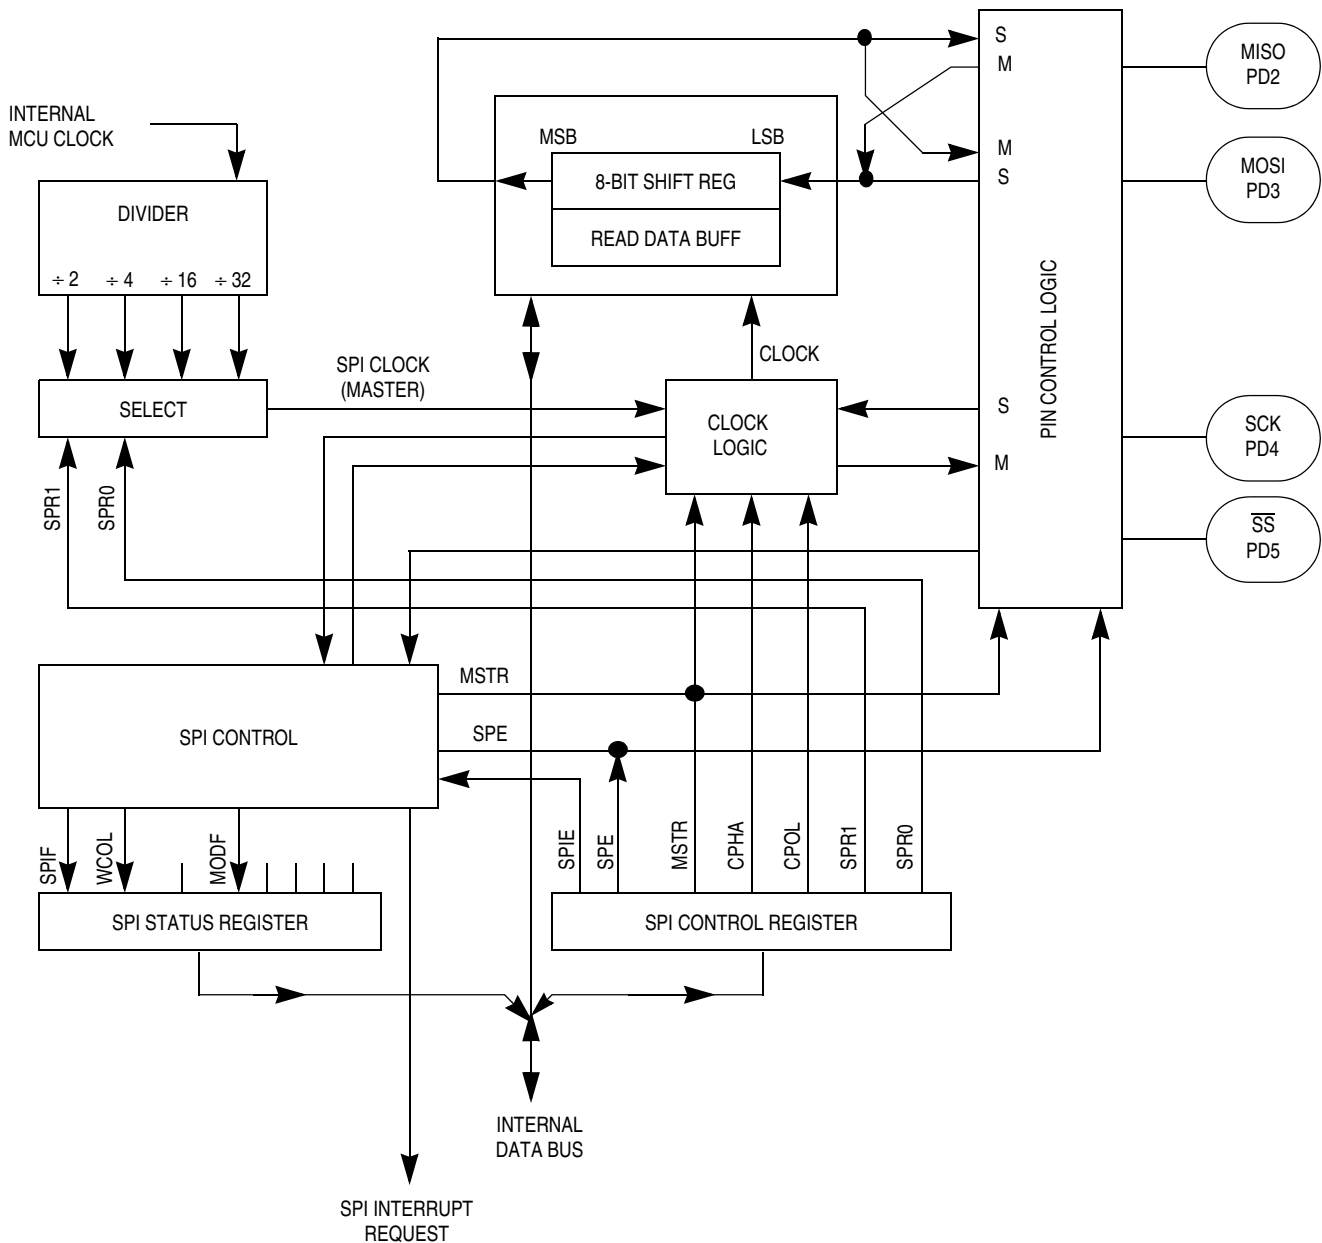 S
M
MISO
PD2
INTERNAL
MCU CLOCK
MSB
LSB
M
S
MOSI
PD3
8-BIT SHIFT REG
READ DATA BUFF
DIVIDER
÷ 2
÷ 4
÷ 16
÷ 32
PIN CONTROL LOGIC
CLOCK
SPI CLOCK
(MASTER)
SELECT
CLOCK
LOGIC
S
M
SCK
PD4
SPR1
SPR0
SS
PD5
MSTR
SPI CONTROL
SPE
SPIF
WCOL
MODF
SPIE
SPE
MSTR
CPHA
CPOL
SPR1
SPR0
SPI STATUS REGISTER
SPI CONTROL REGISTER
INTERNAL
DATA BUS
SPI INTERRUPT
REQUEST